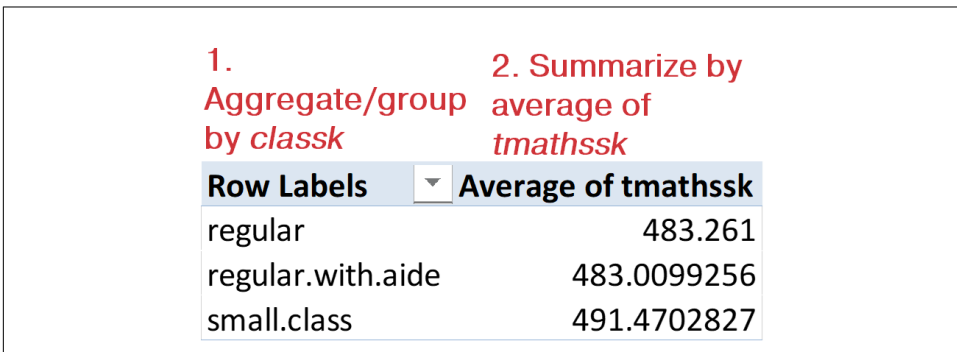 1.
Aggregate/group
by classk
2. Summarize by
average of
tmathssk
Row Labels Average of tmathssk
regular 483.261
regular.with.aide 483.0099256
small.class 491.4702827